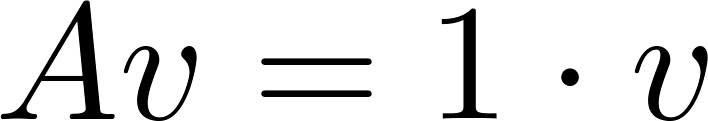 Av = 1 · v